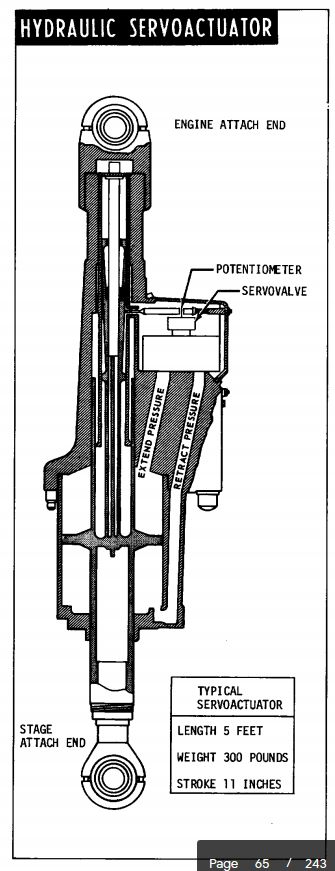 HYDRAULIC SERVOACTUATOR
ENGINE ATTACH END
POTENTIOMETER
SERVOVALVE
EXTEND PRESSURE
RETRACT PRESSURE
STAGE
ATTACH END
TYPICAL
SERVOACTUATOR
LENGTH 5 FEET
WEIGHT 300 POUNDS
STROKE 11 INCHES
Page 65 / 243